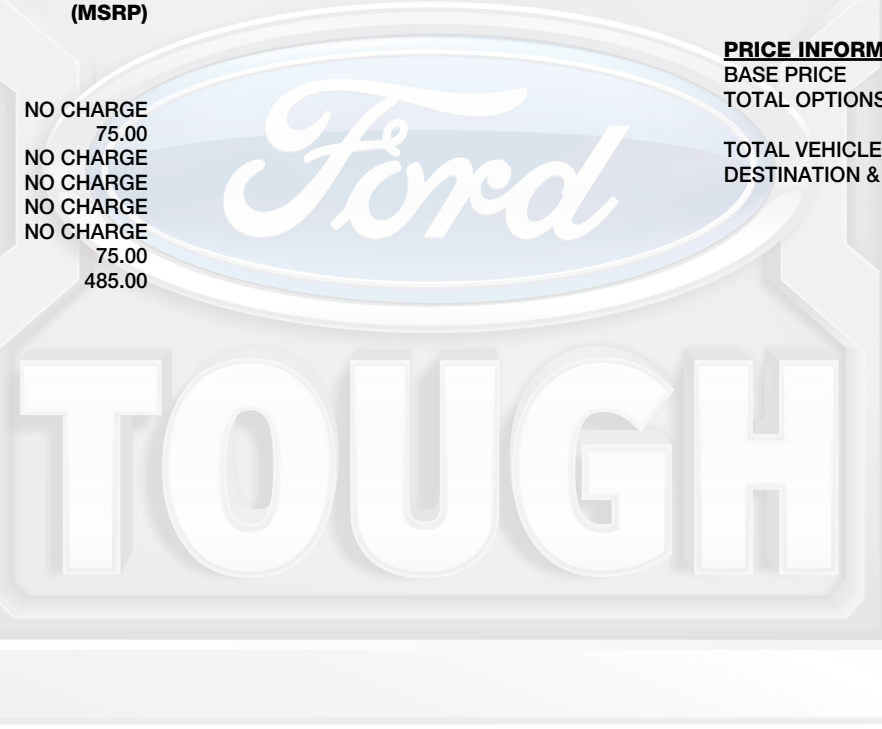 (MSRP)
NO CHARGE
75.00
NO CHARGE
NO CHARGE
NO CHARGE
NO CHARGE
75.00
485.00
PRICE INFORM
BASE PRICE
TOTAL OPTIONS
TOTAL VEHICLE
DESTINATION &
Ford
TOUGH